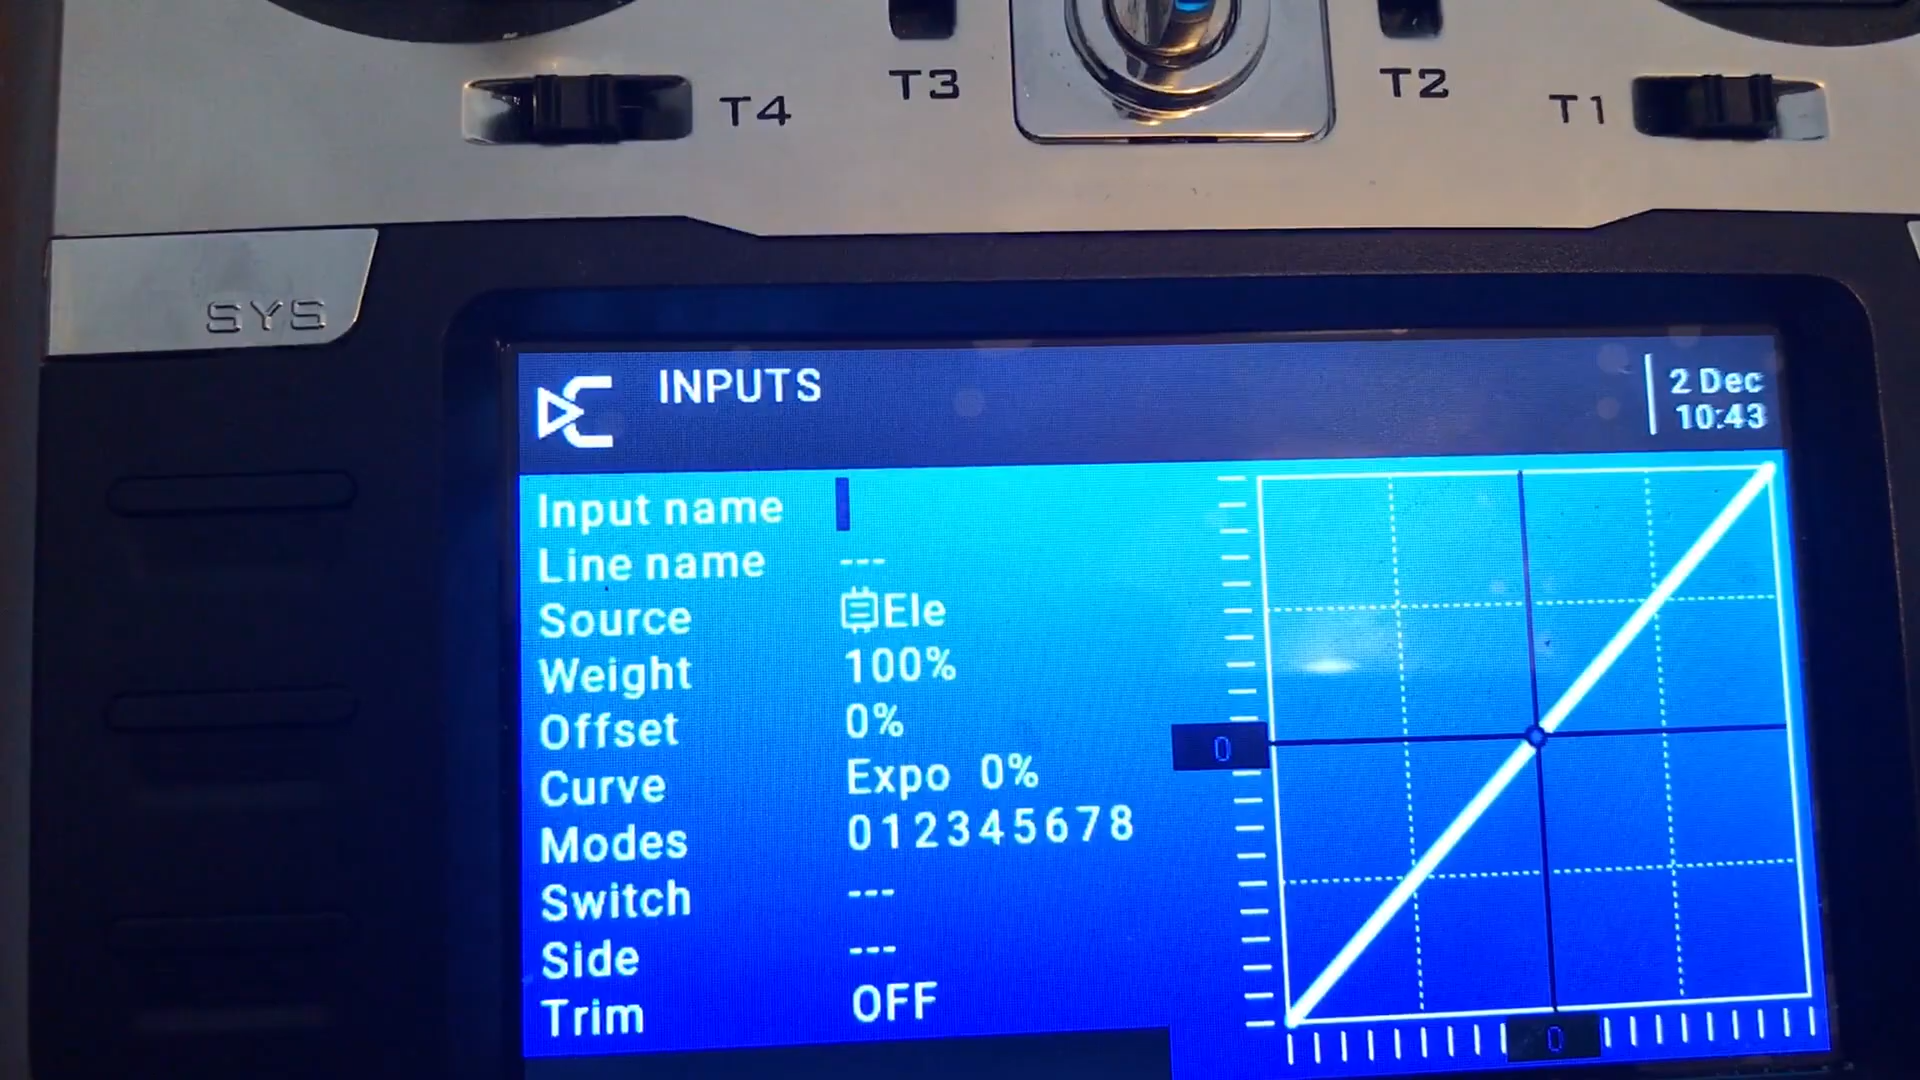 T4
T3
T2
T1
SYS
INPUTS
2 Dec
10:43
Input name
Line name ---
Source Ele
Weight 100%
Offset 0%
Curve Expo 0%
Modes 012345678
Switch ---
Side ---
Trim OFF
0
0